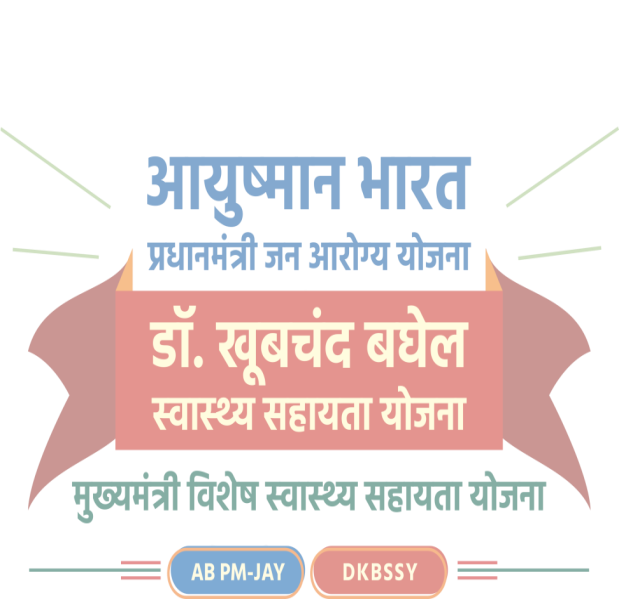 आयुष्मान भारत
प्रधानमंत्री जन आरोग्य योजना
डॉ. खूबचंद बघेल
स्वास्थ्य सहायता योजना
मुख्यमंत्री विशेष स्वास्थ्य सहायता योजना
AB PM-JAY DKBSSY